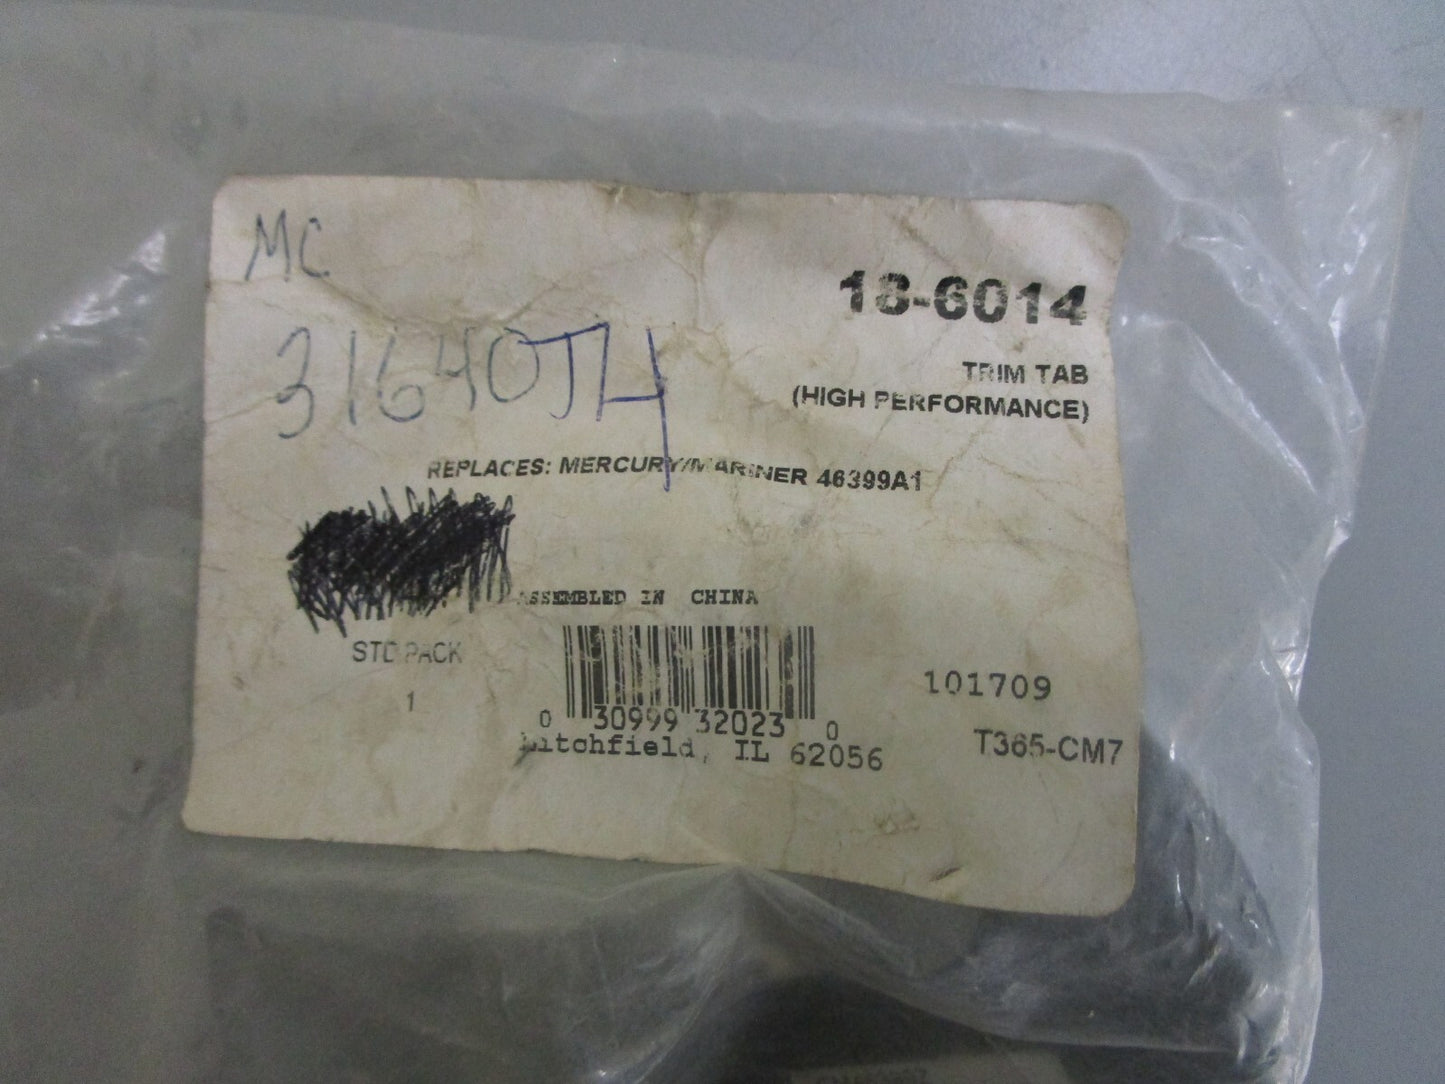 MC
18-6014
31640JH
TRIM TAB
(HIGH PERFORMANCE)
REPLACES: MERCURY/MARINER 46399A1
ASSEMBLED IN CHINA
STD PACK
1
101709
0 30999 32023 0
Litchfield, IL 62056
T365-CM7